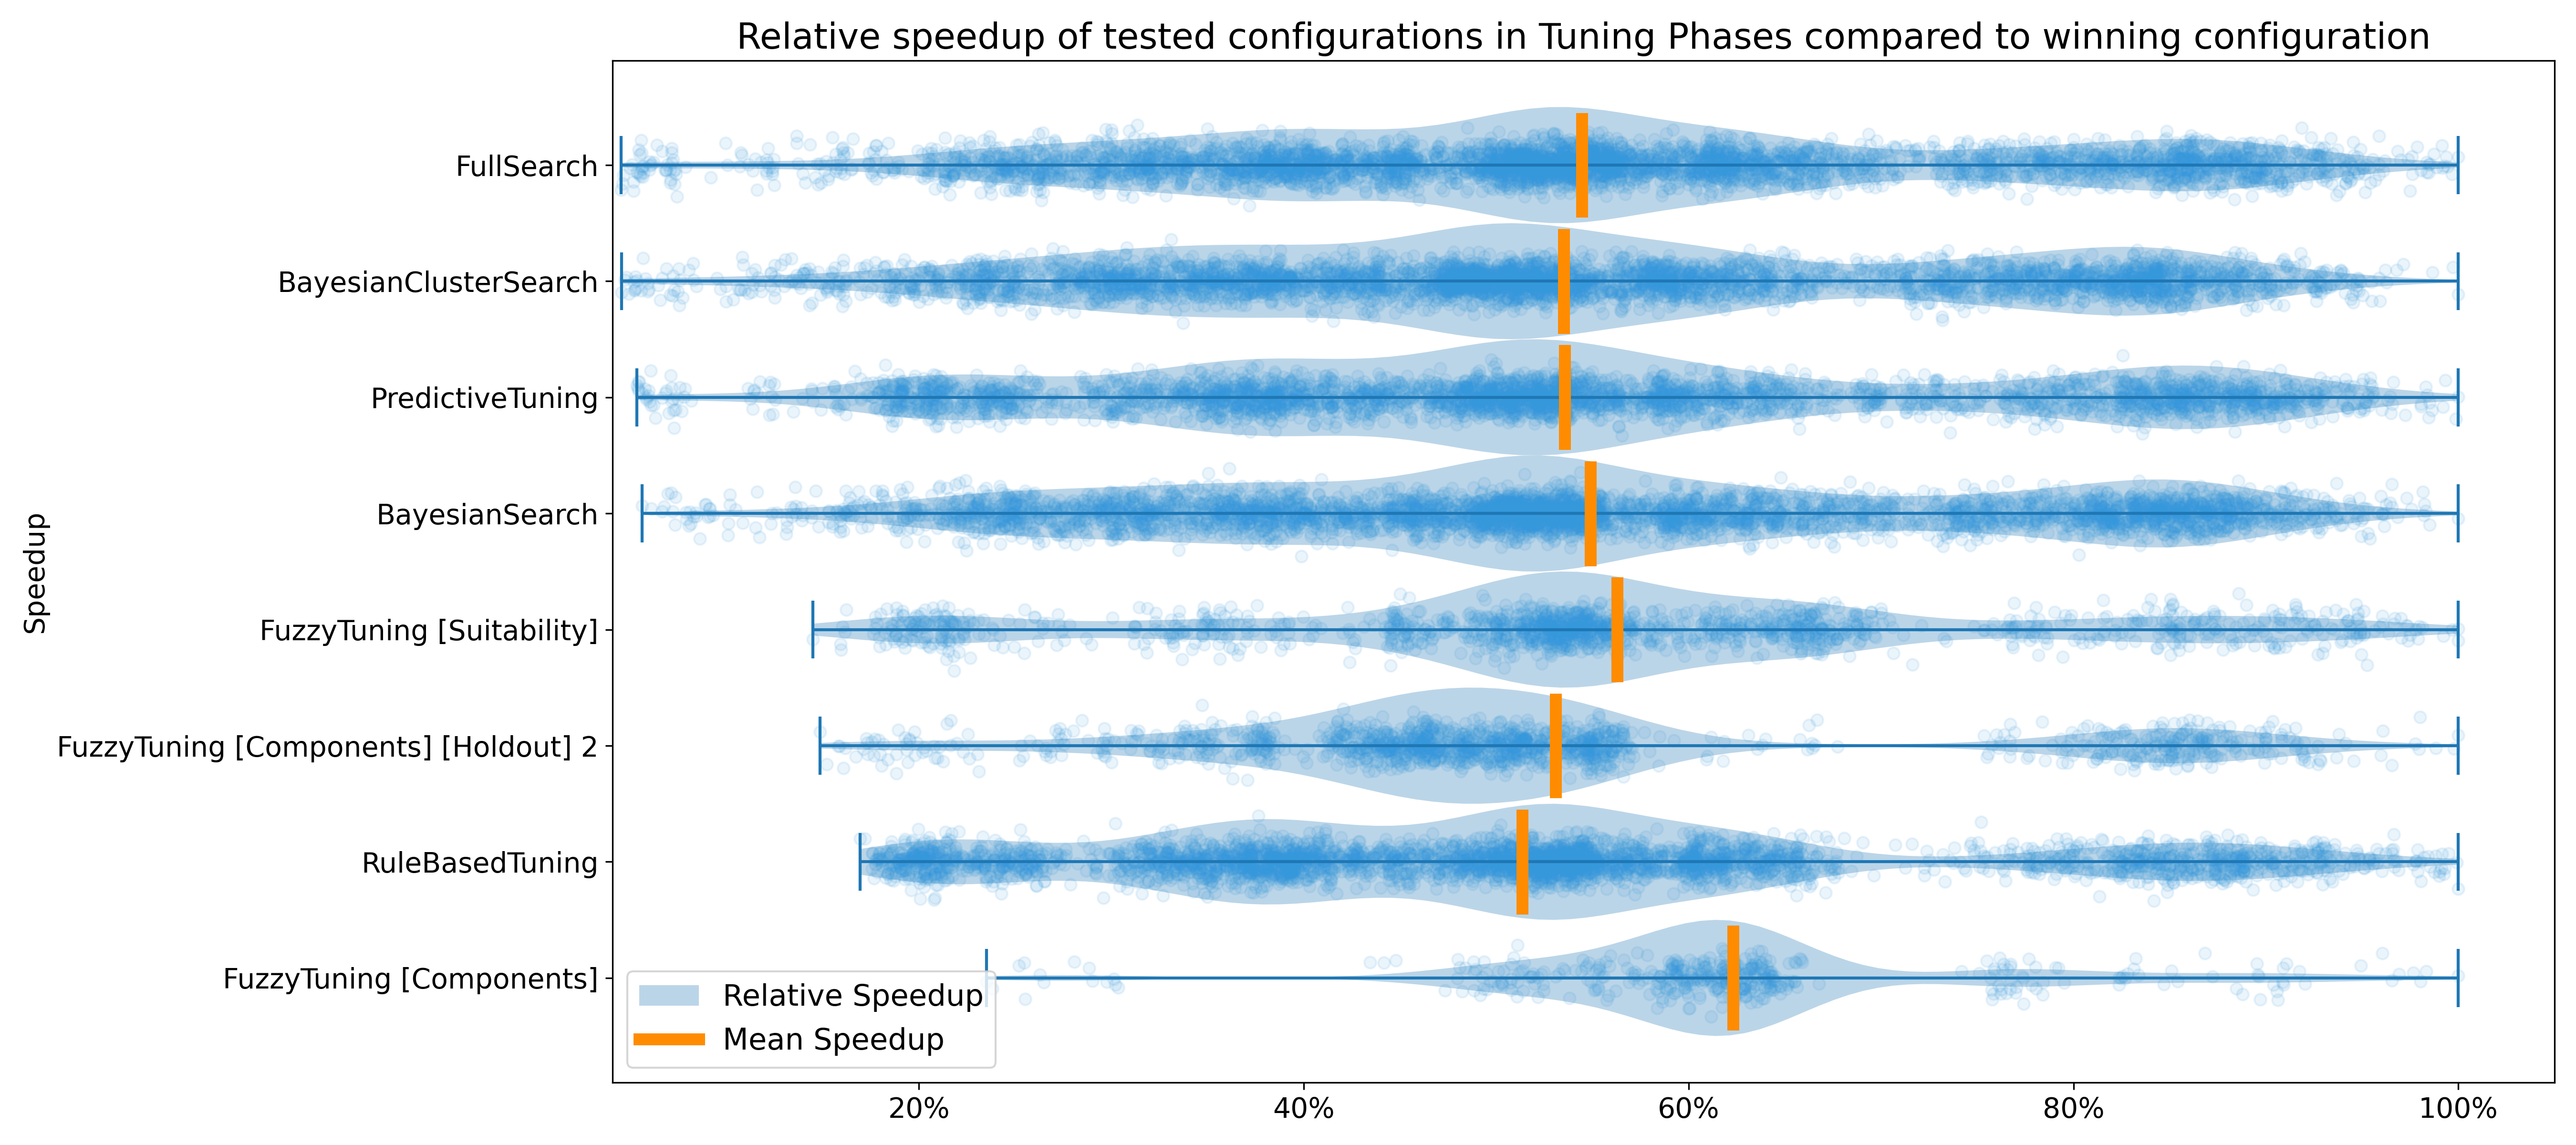 Relative speedup of tested configurations in Tuning Phases compared to winning configuration
Speedup
FullSearch
BayesianClusterSearch
PredictiveTuning
BayesianSearch
FuzzyTuning [Suitability]
FuzzyTuning [Components] [Holdout] 2
RuleBasedTuning
FuzzyTuning [Components]
Relative Speedup
Mean Speedup
20% 40% 60% 80% 100%